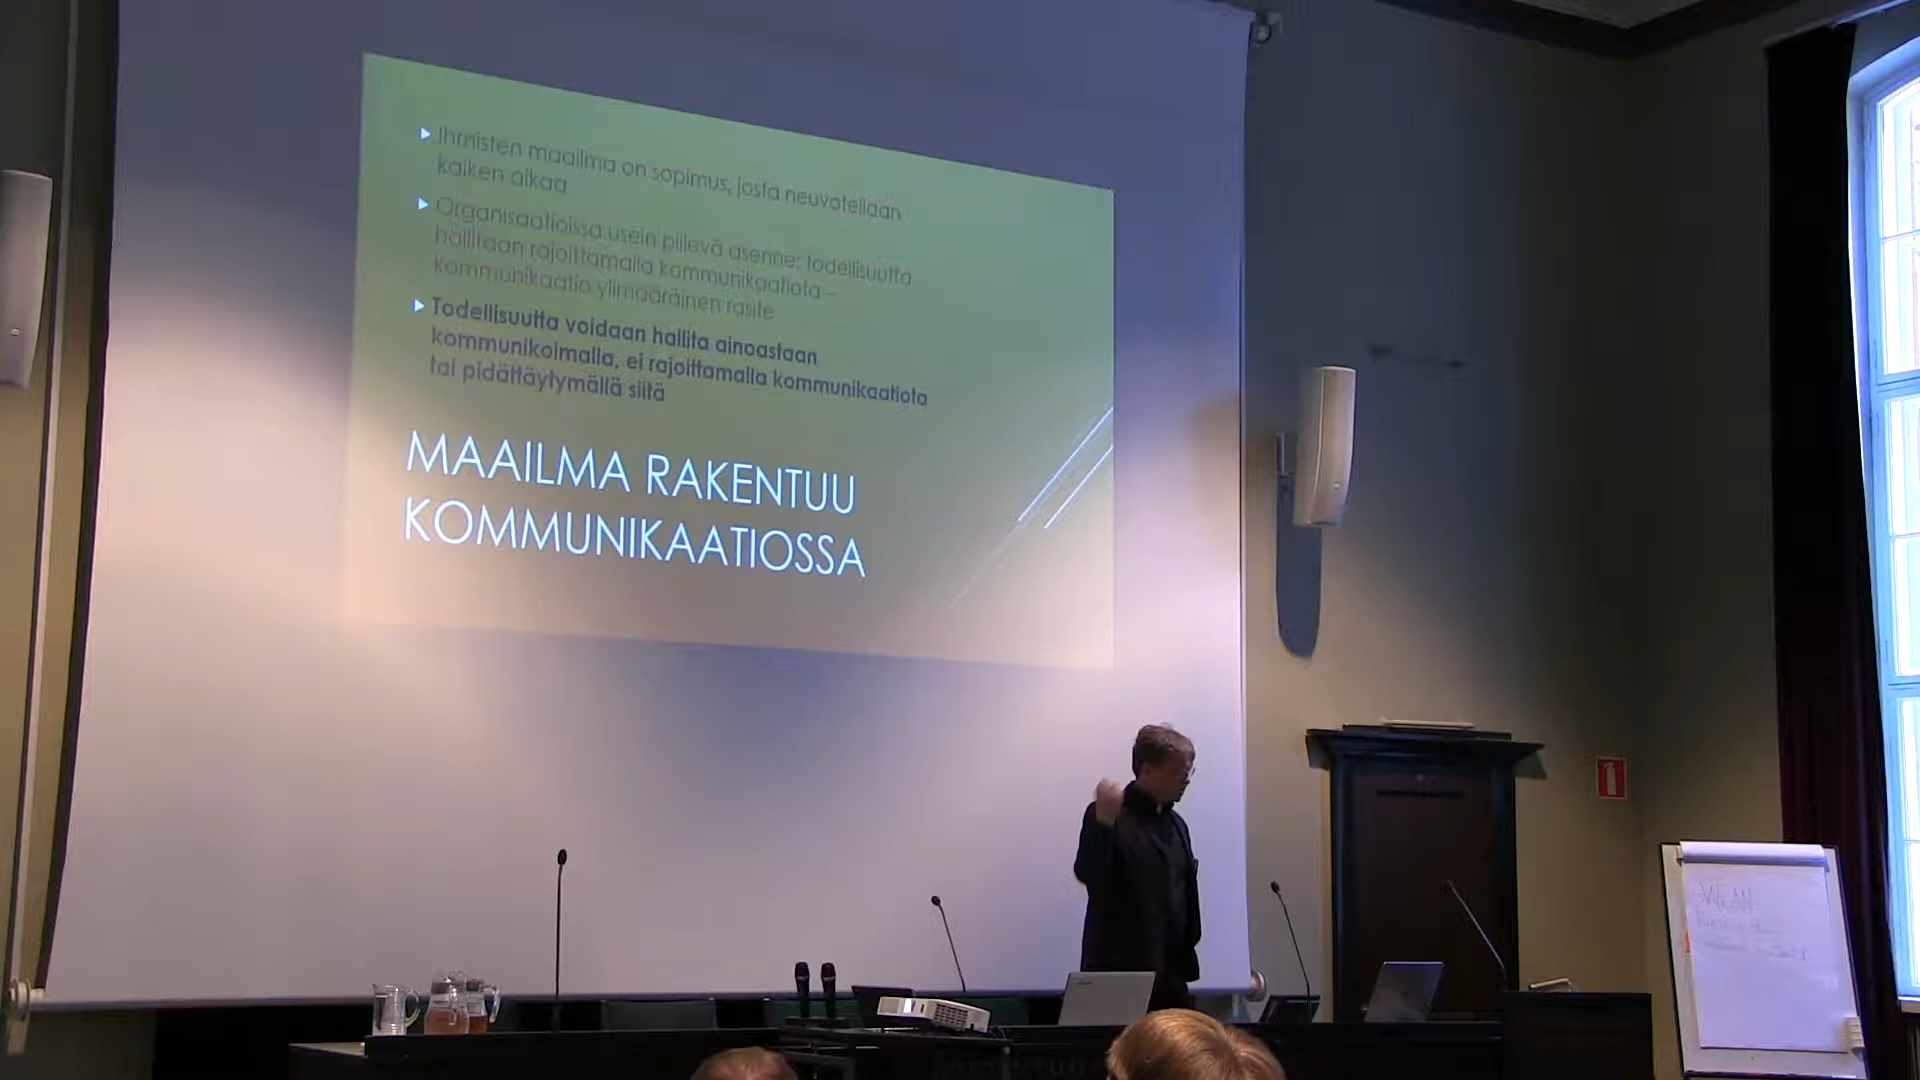 Ihmisten maailma on sopimus, josta neuvotellaan
kaiken aikaa
Organisaatioissa usein piilevä asenne: todellisuutta
hallitaan rajoittamalla kommunikaatiota –
kommunikaatio ylimääräinen rasite
Todellisuutta voidaan hallita ainoastaan
kommunikoimalla, ei rajoittamalla kommunikaatiota
tai pidättäytymällä siitä
MAAILMA RAKENTUU
KOMMUNIKAATIOSSA